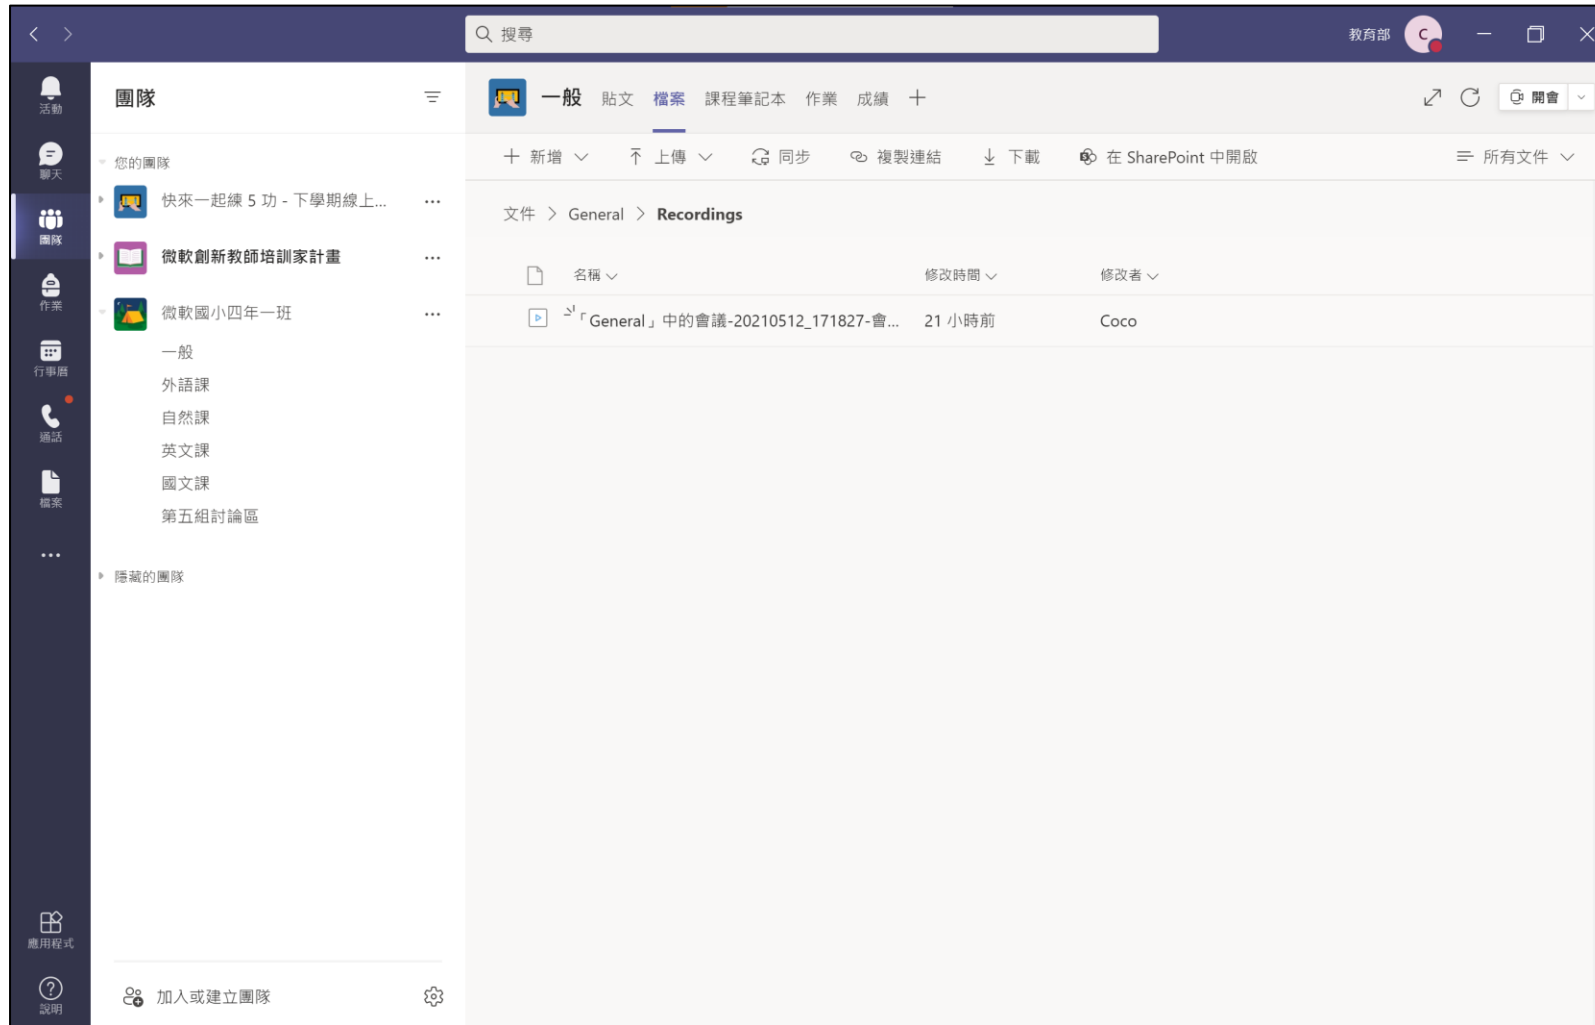 搜尋
教育部
C
活動
聊天
團隊
作業
行事曆
通話
檔案
應用程式
說明
團隊
您的團隊
快來一起練 5 功 - 下學期線上...
微軟創新教師培訓家計畫
微軟國小四年一班
一般
外語課
自然課
英文課
國文課
第五組討論區
隱藏的團隊
加入或建立團隊
一般 貼文 檔案 課程筆記本 作業 成績
開會
新增 上傳 同步 複製連結 下載 在 SharePoint 中開啟 所有文件
文件 > General > Recordings
名稱 修改時間 修改者
「General」中的會議-20210512_171827-會... 21 小時前 Coco